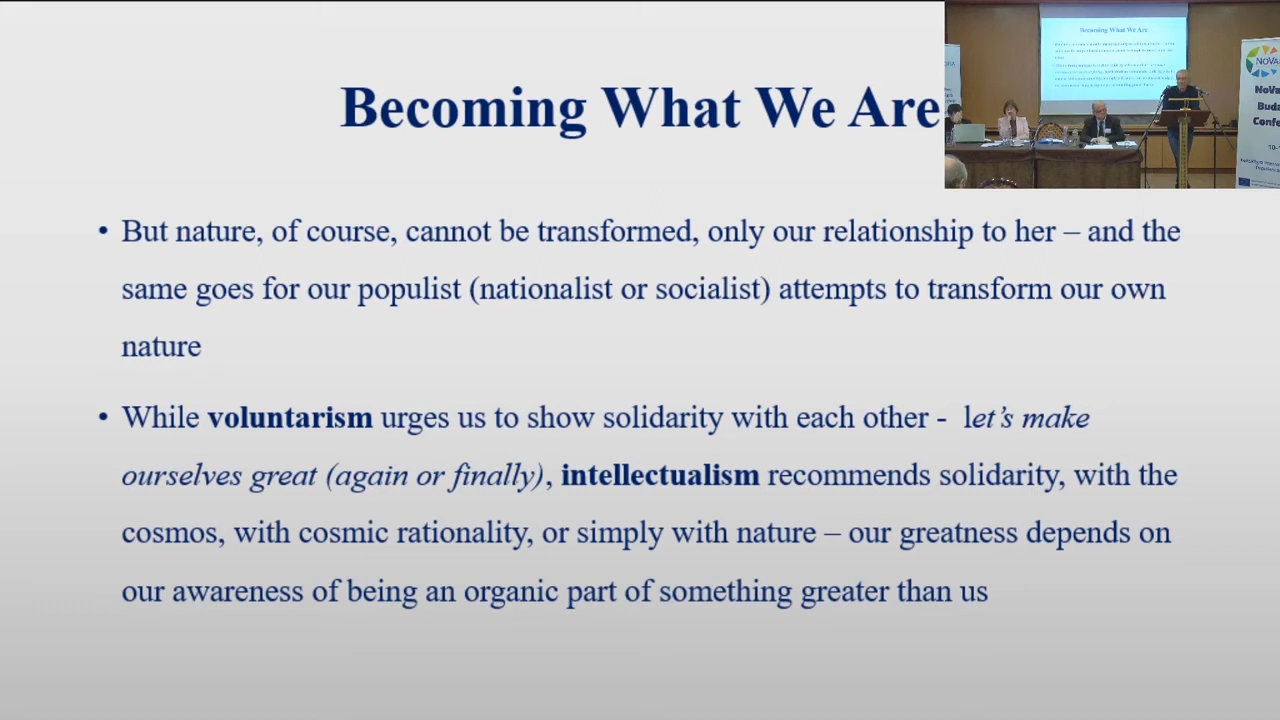 Becoming What We Are
• But nature, of course, cannot be transformed, only our relationship to her – and the
same goes for our populist (nationalist or socialist) attempts to transform our own
nature
• While voluntarism urges us to show solidarity with each other - let’s make
ourselves great (again or finally), intellectualism recommends solidarity, with the
cosmos, with cosmic rationality, or simply with nature – our greatness depends on
our awareness of being an organic part of something greater than us
Becoming What We Are